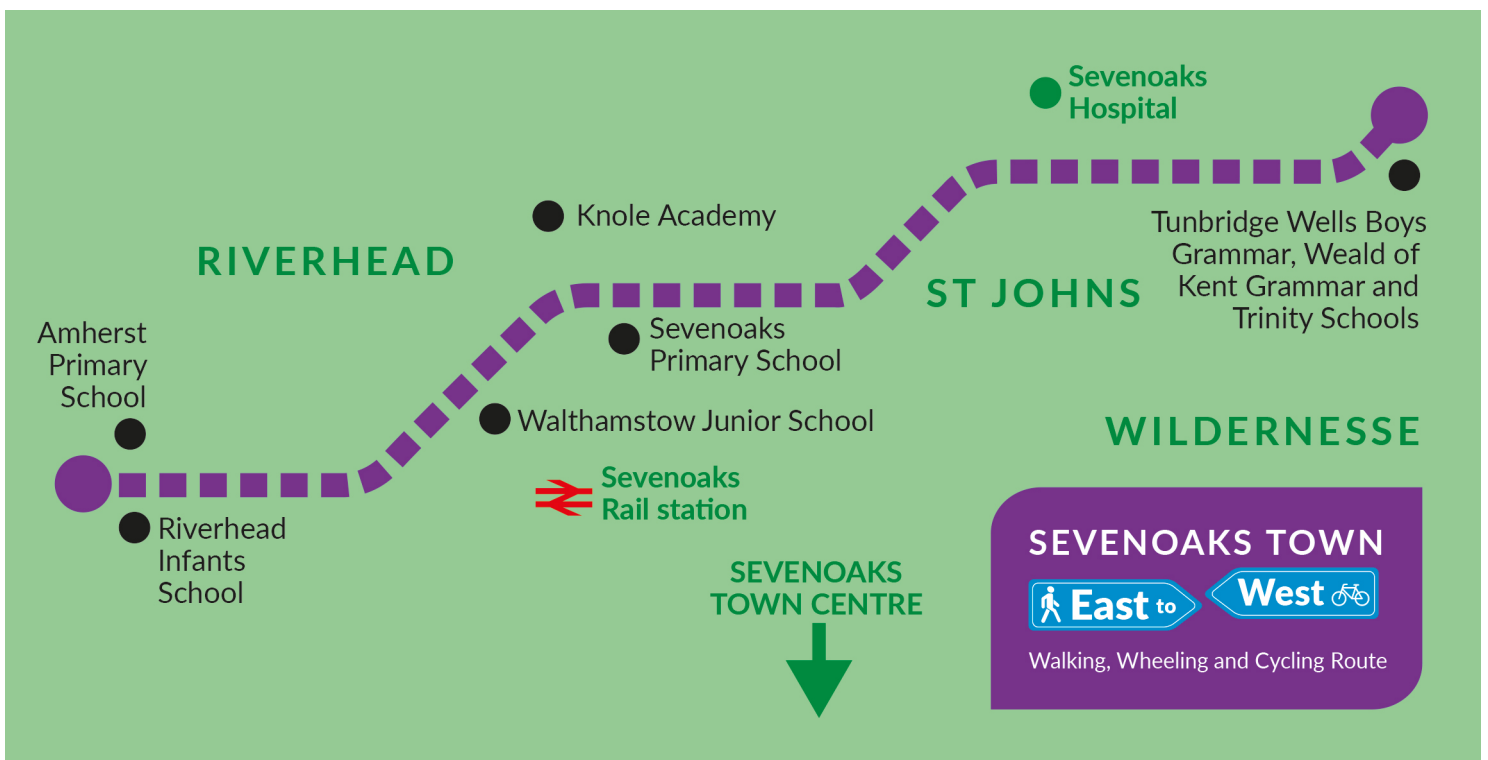 Sevenoaks
Hospital
Knole Academy
Tunbridge Wells Boys
Grammar, Weald of
Kent Grammar and
Trinity Schools
RIVERHEAD
ST JOHNS
Amherst
Primary
School
Sevenoaks
Primary School
Walthamstow Junior School
WILDERNESSE
Sevenoaks
Rail station
Riverhead
Infants
School
SEVENOAKS
TOWN CENTRE
SEVENOAKS TOWN
East to West
Walking, Wheeling and Cycling Route